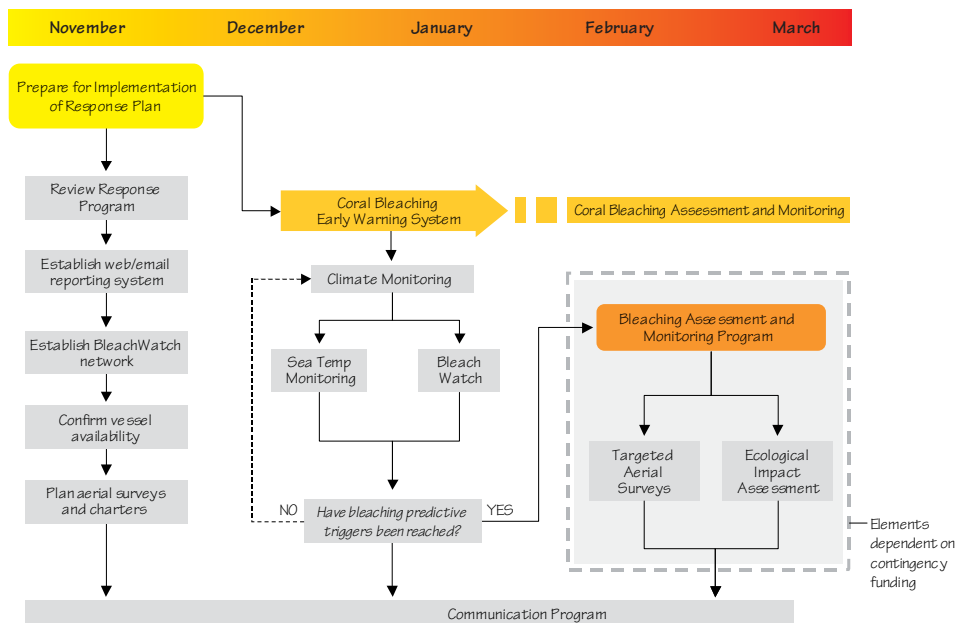 November December January February March
Prepare for Implementation
of Response Plan
Review Response
Program
Establish web/email
reporting system
Establish BleachWatch
network
Confirm vessel
availability
Plan aerial surveys
and charters
Coral Bleaching
Early Warning System
Coral Bleaching Assessment and Monitoring
Climate Monitoring
Sea Temp
Monitoring
Bleach
Watch
NO
Have bleaching predictive
triggers been reached?
YES
Bleaching Assessment and
Monitoring Program
Targeted
Aerial
Surveys
Ecological
Impact
Assessment
Elements
dependent on
contingency
funding
Communication Program